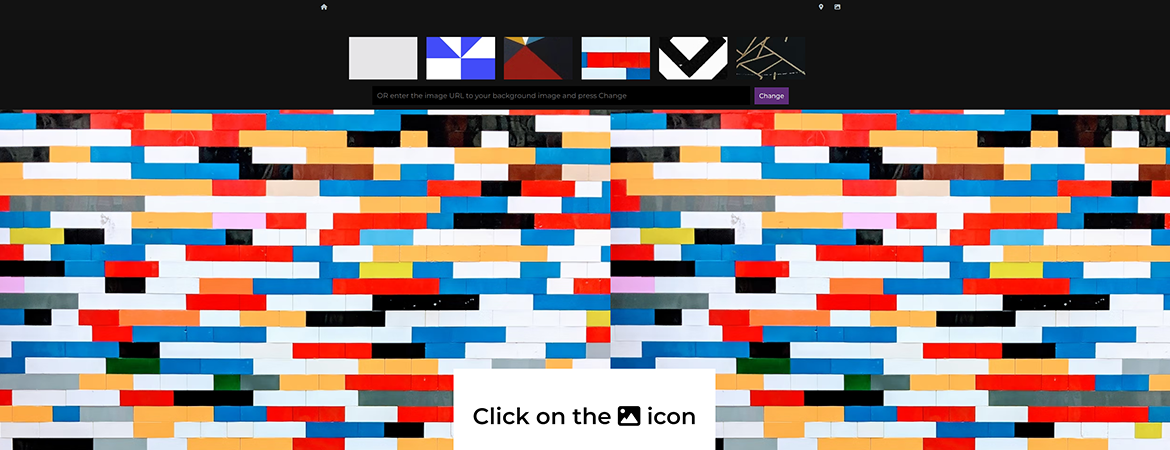 OR enter the image URL to your background image and press Change
Change
Click on the icon